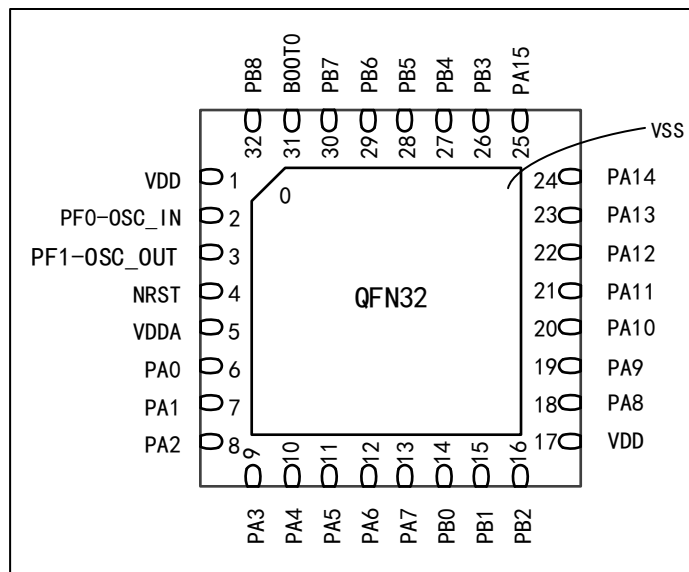 PB8 BOOT0 PB7 PB6 PB5 PB4 PB3 PA15
32 31 30 29 28 27 26 25
VSS
VDD 1
PF0-OSC_IN 2
PF1-OSC_OUT 3
NRST 4
VDDA 5
PA0 6
PA1 7
PA2 8
0
QFN32
24 PA14
23 PA13
22 PA12
21 PA11
20 PA10
19 PA9
18 PA8
17 VDD
9 10 11 12 13 14 15 16
PA3 PA4 PA5 PA6 PA7 PB0 PB1 PB2